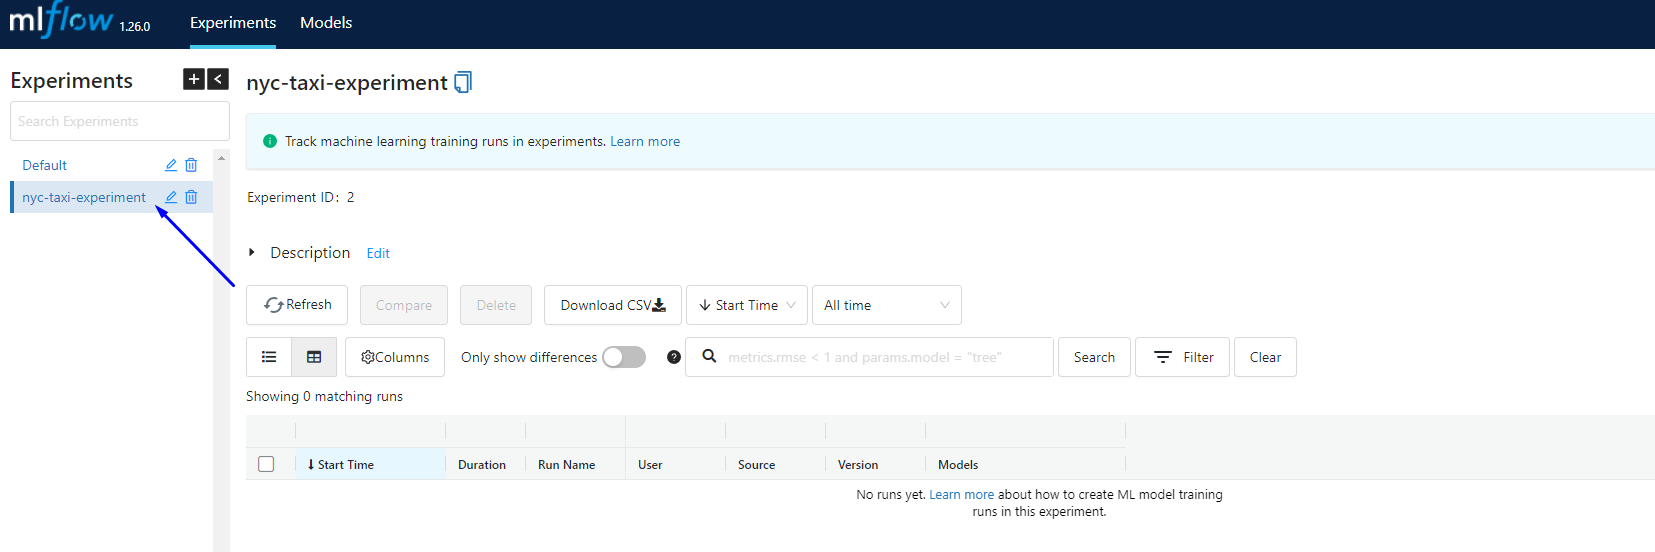 mlflow 1.26.0 Experiments Models
Experiments
Search Experiments
Default
nyc-taxi-experiment
nyc-taxi-experiment
Track machine learning training runs in experiments. Learn more
Experiment ID: 2
Description Edit
Refresh Compare Delete Download CSV Start Time All time
Columns Only show differences metrics.rmse < 1 and params.model = "tree" Search Filter Clear
Showing 0 matching runs
Start Time Duration Run Name User Source Version Models
No runs yet. Learn more about how to create ML model training
runs in this experiment.